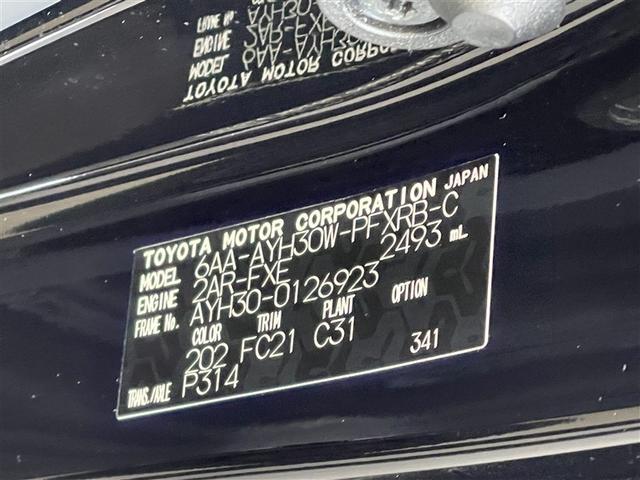 TOYOTA MOTOR CORPORATION JAPAN
MODEL 6AA-AYH30W-PFXRB-C
ENGINE 2AR-FXE 2493 mL
FRAME No. AYH30-0126923
COLOR TRIM PLANT OPTION
202 FC21 C31
TRANS./AXLE P314 341